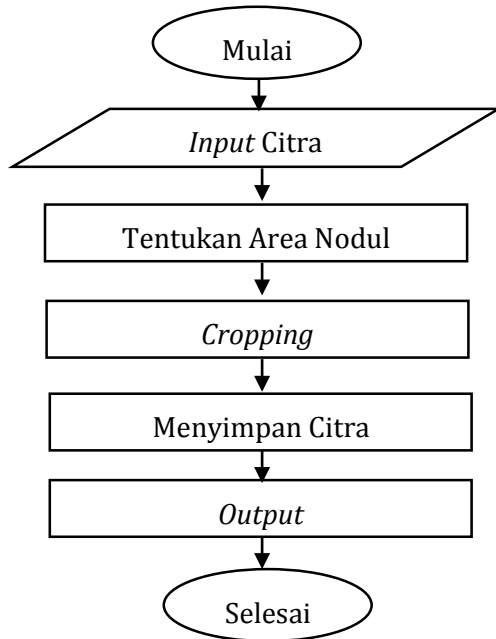 Mulai
Input Citra
Tentukan Area Nodul
Cropping
Menyimpan Citra
Output
Selesai